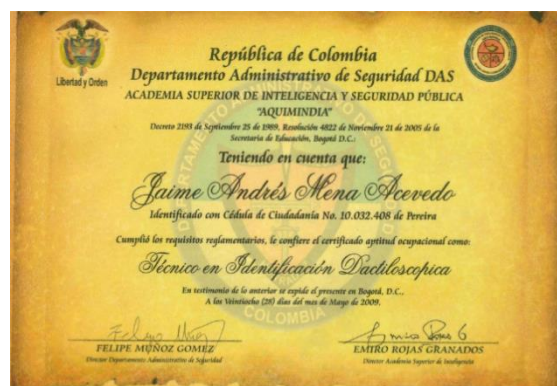 Libertad y Orden
República de Colombia
Departamento Administrativo de Seguridad DAS
ACADEMIA SUPERIOR DE INTELIGENCIA Y SEGURIDAD PÚBLICA
"AQUIMINDIA"
Decreto 2193 de Septiembre 25 de 1989, Resolución 4822 de Noviembre 21 de 2005 de la
Secretaria de Educación, Bogotá D.C.:
Teniendo en cuenta que:
Jaime Andrés Mena Acevedo
Identificado con Cédula de Ciudadanía No. 10.032.408 de Pereira
Cumplió los requisitos reglamentarios, le confiere el certificado aptitud ocupacional como:
Técnico en Identificación Dactiloscopica
En testimonio de lo anterior se expide el presente en Bogotá, D.C.,
A los Veintiocho (28) días del mes de Mayo de 2009.
COLOMBIA
FELIPE MUÑOZ GOMEZ
Director Departamento Administrativo de Seguridad
EMIRO ROJAS GRANADOS
Director Academia Superior de Inteligencia